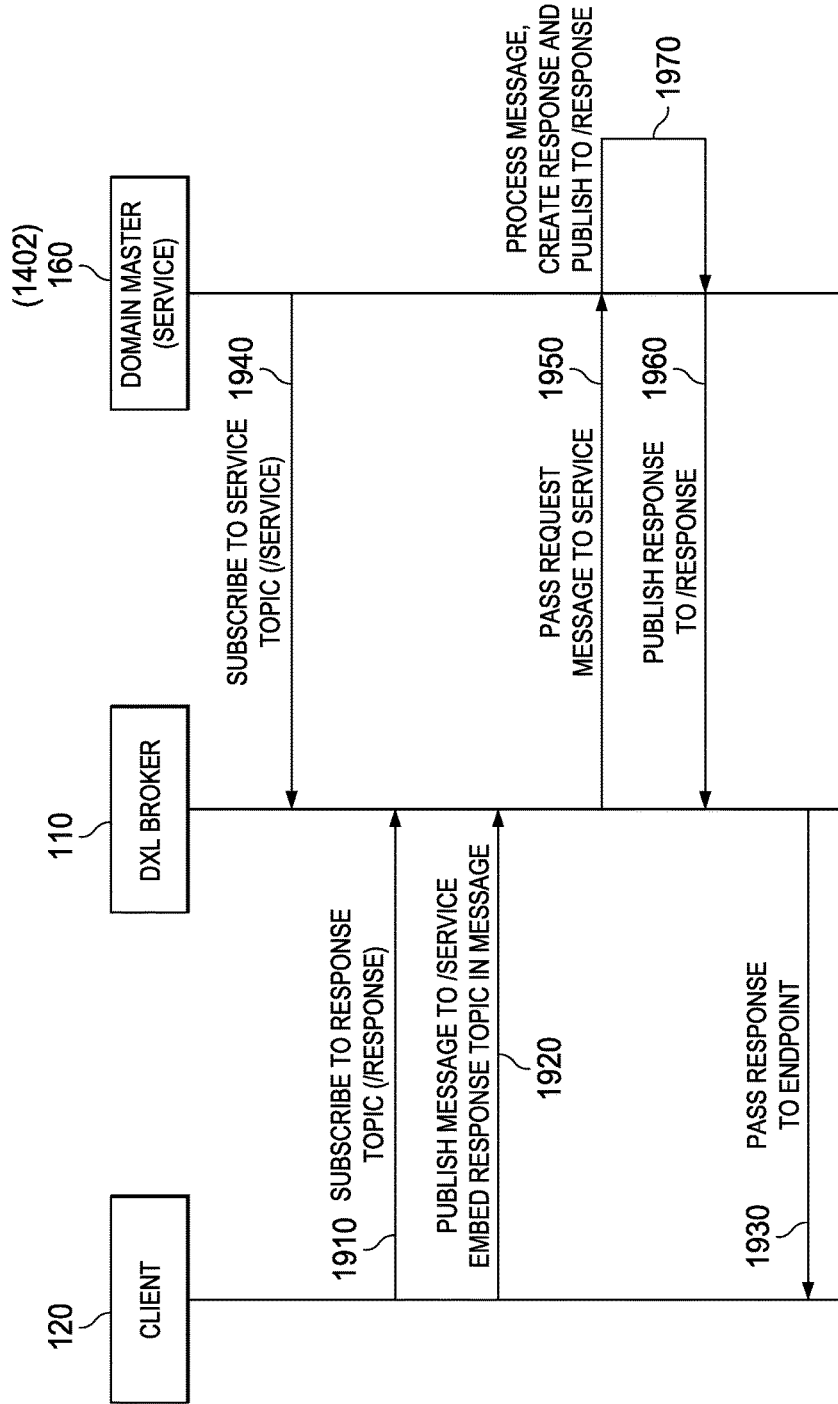 120
CLIENT
110
DXL BROKER
(1402)
160
DOMAIN MASTER
(SERVICE)
SUBSCRIBE TO SERVICE
TOPIC (/SERVICE)
1940
1910
SUBSCRIBE TO RESPONSE
TOPIC (/RESPONSE)
PUBLISH MESSAGE TO /SERVICE
EMBED RESPONSE TOPIC IN MESSAGE
1920
PASS REQUEST
MESSAGE TO SERVICE
1950
PROCESS MESSAGE,
CREATE RESPONSE AND
PUBLISH TO /RESPONSE
1970
PUBLISH RESPONSE
TO /RESPONSE
1960
1930
PASS RESPONSE
TO ENDPOINT